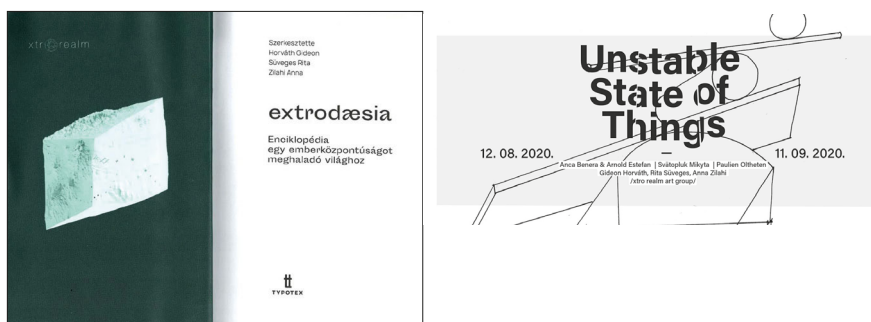 xtro realm
Szerkesztette
Horváth Gideon
Süveges Rita
Zilahi Anna
extrodæsia
Enciklopédia
egy emberközpontúságot
meghaladó világhoz
tt
TYPOTEX
Unstable
State of
Things
12. 08. 2020.
—
11. 09. 2020.
Anca Benera & Arnold Estefan | Svätopluk Mikyta | Paulien Oltheten
Gideon Horváth, Rita Süveges, Anna Zilahi
/xtro realm art group/